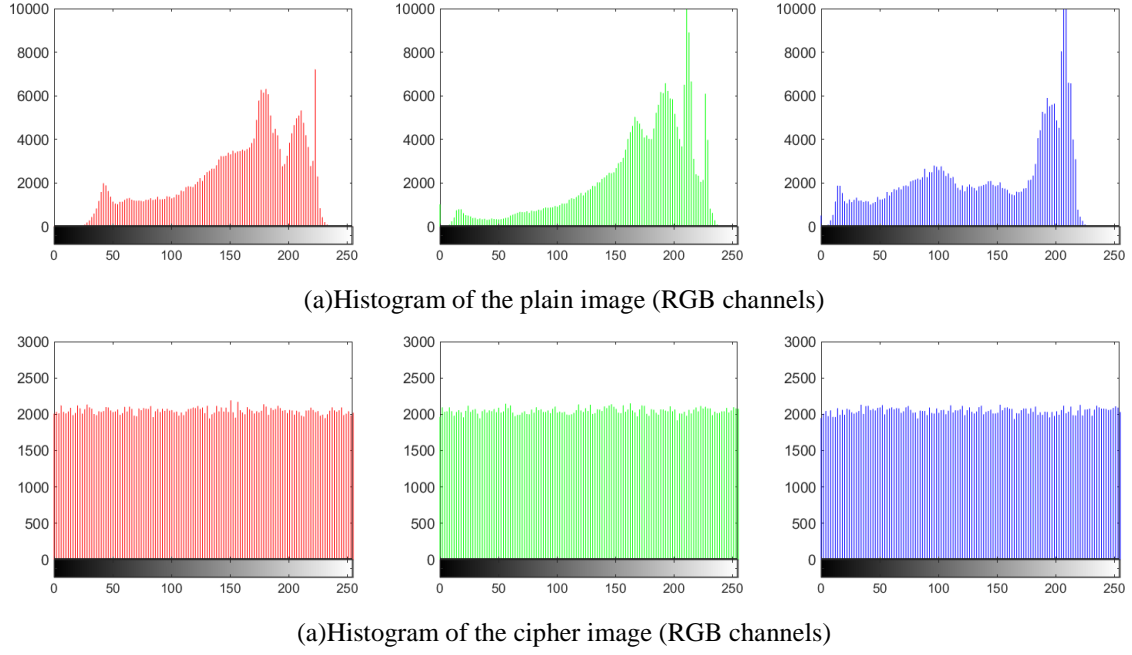 10000 10000 10000
8000 8000 8000
6000 6000 6000
4000 4000 4000
2000 2000 2000
0 0 0
0 50 100 150 200 250 0 50 100 150 200 250 0 50 100 150 200 250
(a)Histogram of the plain image (RGB channels)
3000 3000 3000
2500 2500 2500
2000 2000 2000
1500 1500 1500
1000 1000 1000
500 500 500
0 0 0
0 50 100 150 200 250 0 50 100 150 200 250 0 50 100 150 200 250
(a)Histogram of the cipher image (RGB channels)